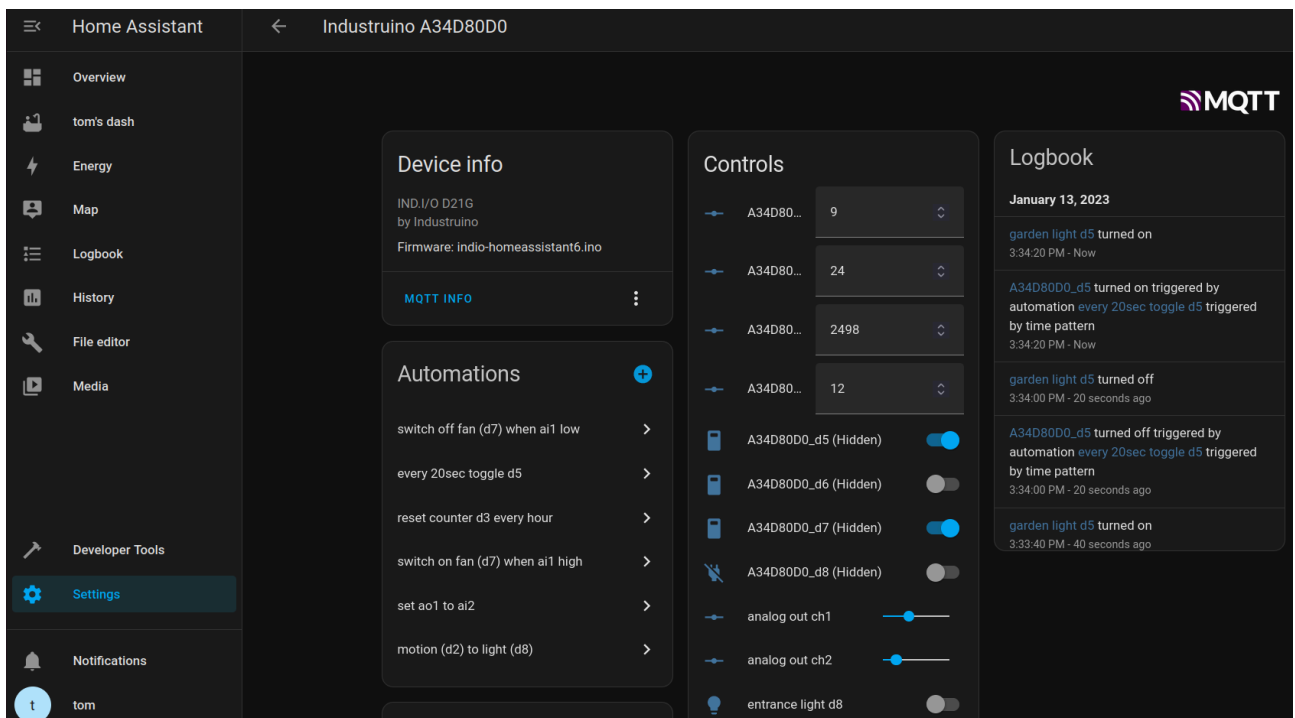 Home Assistant
Industruino A34D80D0
Overview
tom's dash
Energy
Map
Logbook
History
File editor
Media
Developer Tools
Settings
Notifications
t
tom
MQTT
Device info
IND.I/O D21G
by Industruino
Firmware: indio-homeassistant6.ino
MQTT INFO
Automations
switch off fan (d7) when ai1 low
every 20sec toggle d5
reset counter d3 every hour
switch on fan (d7) when ai1 high
set ao1 to ai2
motion (d2) to light (d8)
Controls
A34D80... 9
A34D80... 24
A34D80... 2498
A34D80... 12
A34D80D0_d5 (Hidden)
A34D80D0_d6 (Hidden)
A34D80D0_d7 (Hidden)
A34D80D0_d8 (Hidden)
analog out ch1
analog out ch2
entrance light d8
Logbook
January 13, 2023
garden light d5 turned on
3:34:20 PM - Now
A34D80D0_d5 turned on triggered by
automation every 20sec toggle d5 triggered
by time pattern
3:34:20 PM - Now
garden light d5 turned off
3:34:00 PM - 20 seconds ago
A34D80D0_d5 turned off triggered by
automation every 20sec toggle d5 triggered
by time pattern
3:34:00 PM - 20 seconds ago
garden light d5 turned on
3:33:40 PM - 40 seconds ago